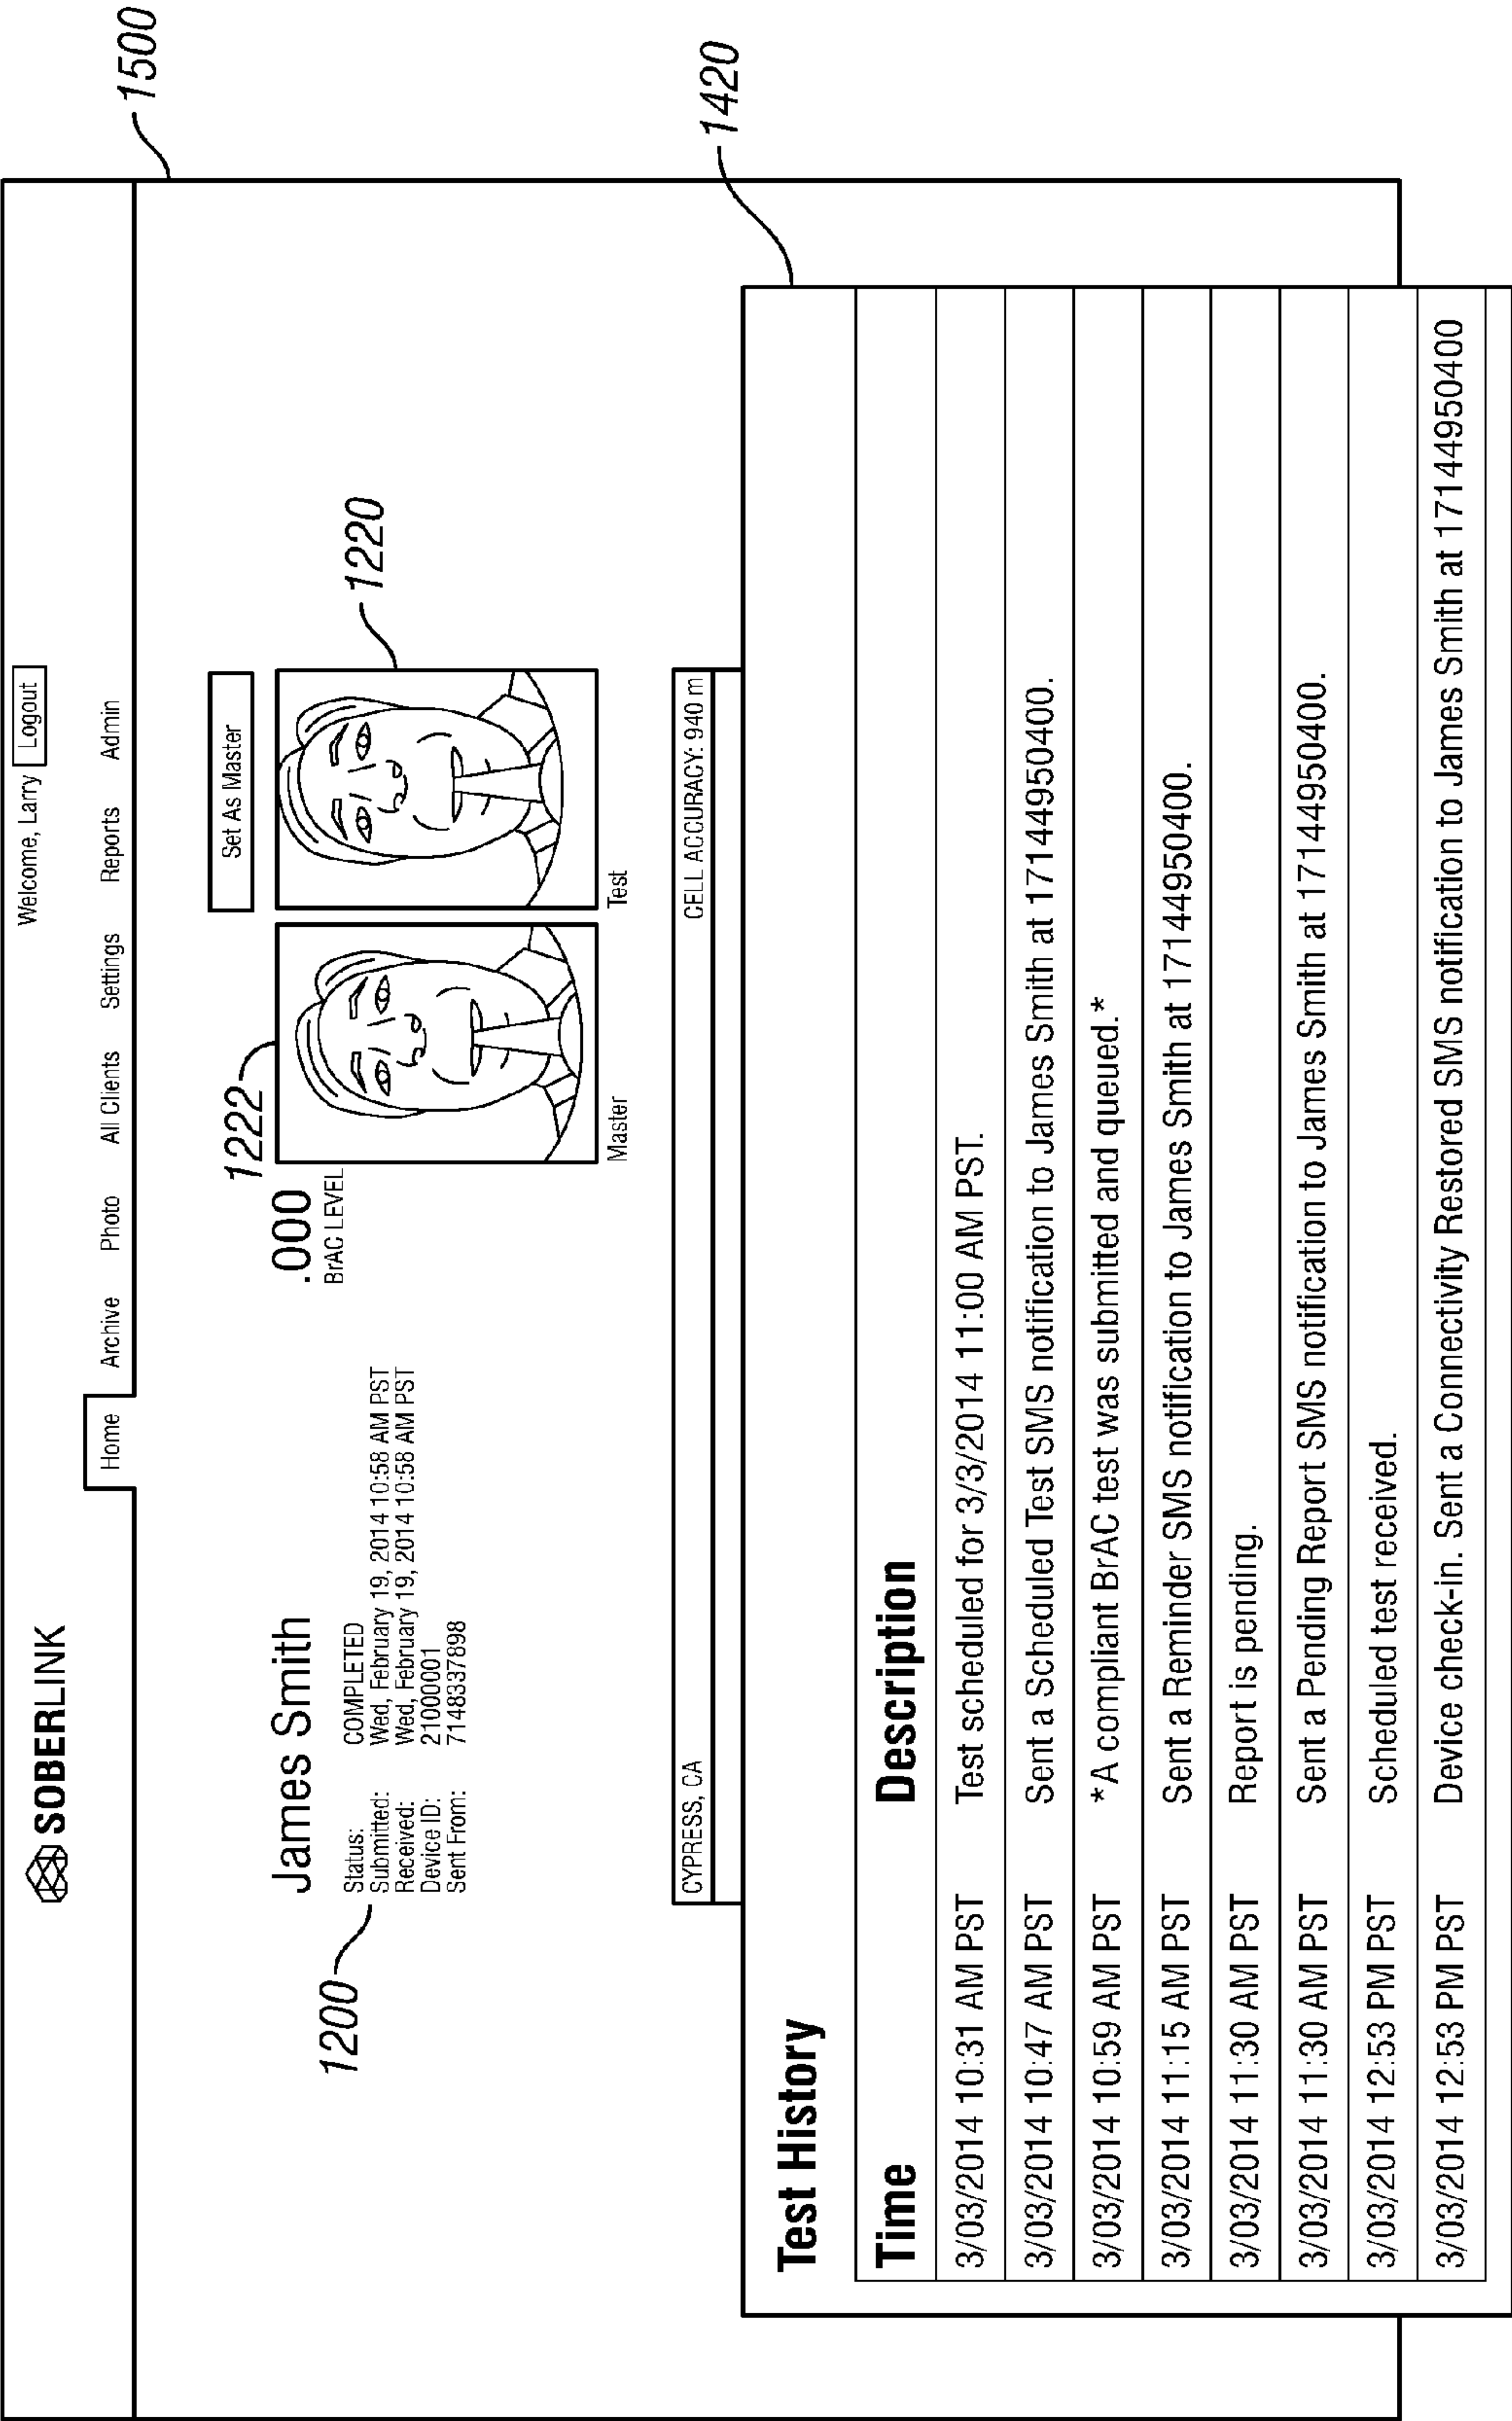 Welcome, Larry Logout
SOBERLINK
Home Archive Photo All Clients Settings Reports Admin
1500
1222
Set As Master
James Smith
.000
BrAC LEVEL
1220
1200
Status: COMPLETED
Submitted: Wed, February 19, 2014 10:58 AM PST
Received: Wed, February 19, 2014 10:58 AM PST
Device ID: 21000001
Sent From: 7148337898
Master Test
CYPRESS, CA CELL ACCURACY: 940 m
1420
Test History
Time Description
3/03/2014 10:31 AM PST Test scheduled for 3/3/2014 11:00 AM PST.
3/03/2014 10:47 AM PST Sent a Scheduled Test SMS notification to James Smith at 17144950400.
3/03/2014 10:59 AM PST *A compliant BrAC test was submitted and queued.*
3/03/2014 11:15 AM PST Sent a Reminder SMS notification to James Smith at 17144950400.
3/03/2014 11:30 AM PST Report is pending.
3/03/2014 11:30 AM PST Sent a Pending Report SMS notification to James Smith at 17144950400.
3/03/2014 12:53 PM PST Scheduled test received.
3/03/2014 12:53 PM PST Device check-in. Sent a Connectivity Restored SMS notification to James Smith at 17144950400